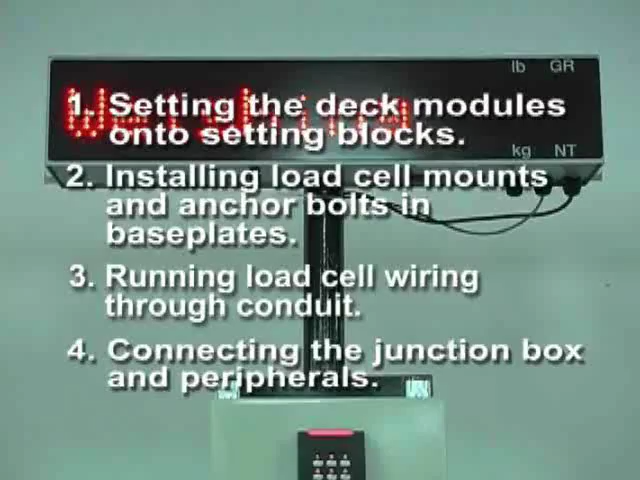 lb GR
1. Setting the deck modules
onto setting blocks.
kg NT
2. Installing load cell mounts
and anchor bolts in
baseplates.
3. Running load cell wiring
through conduit.
4. Connecting the junction box
and peripherals.